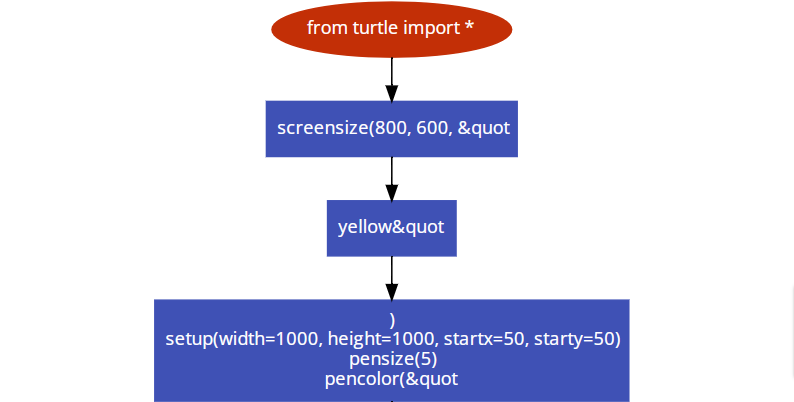 from turtle import *
screensize(800, 600, &quot
yellow&quot
)
setup(width=1000, height=1000, startx=50, starty=50)
pensize(5)
pencolor(&quot